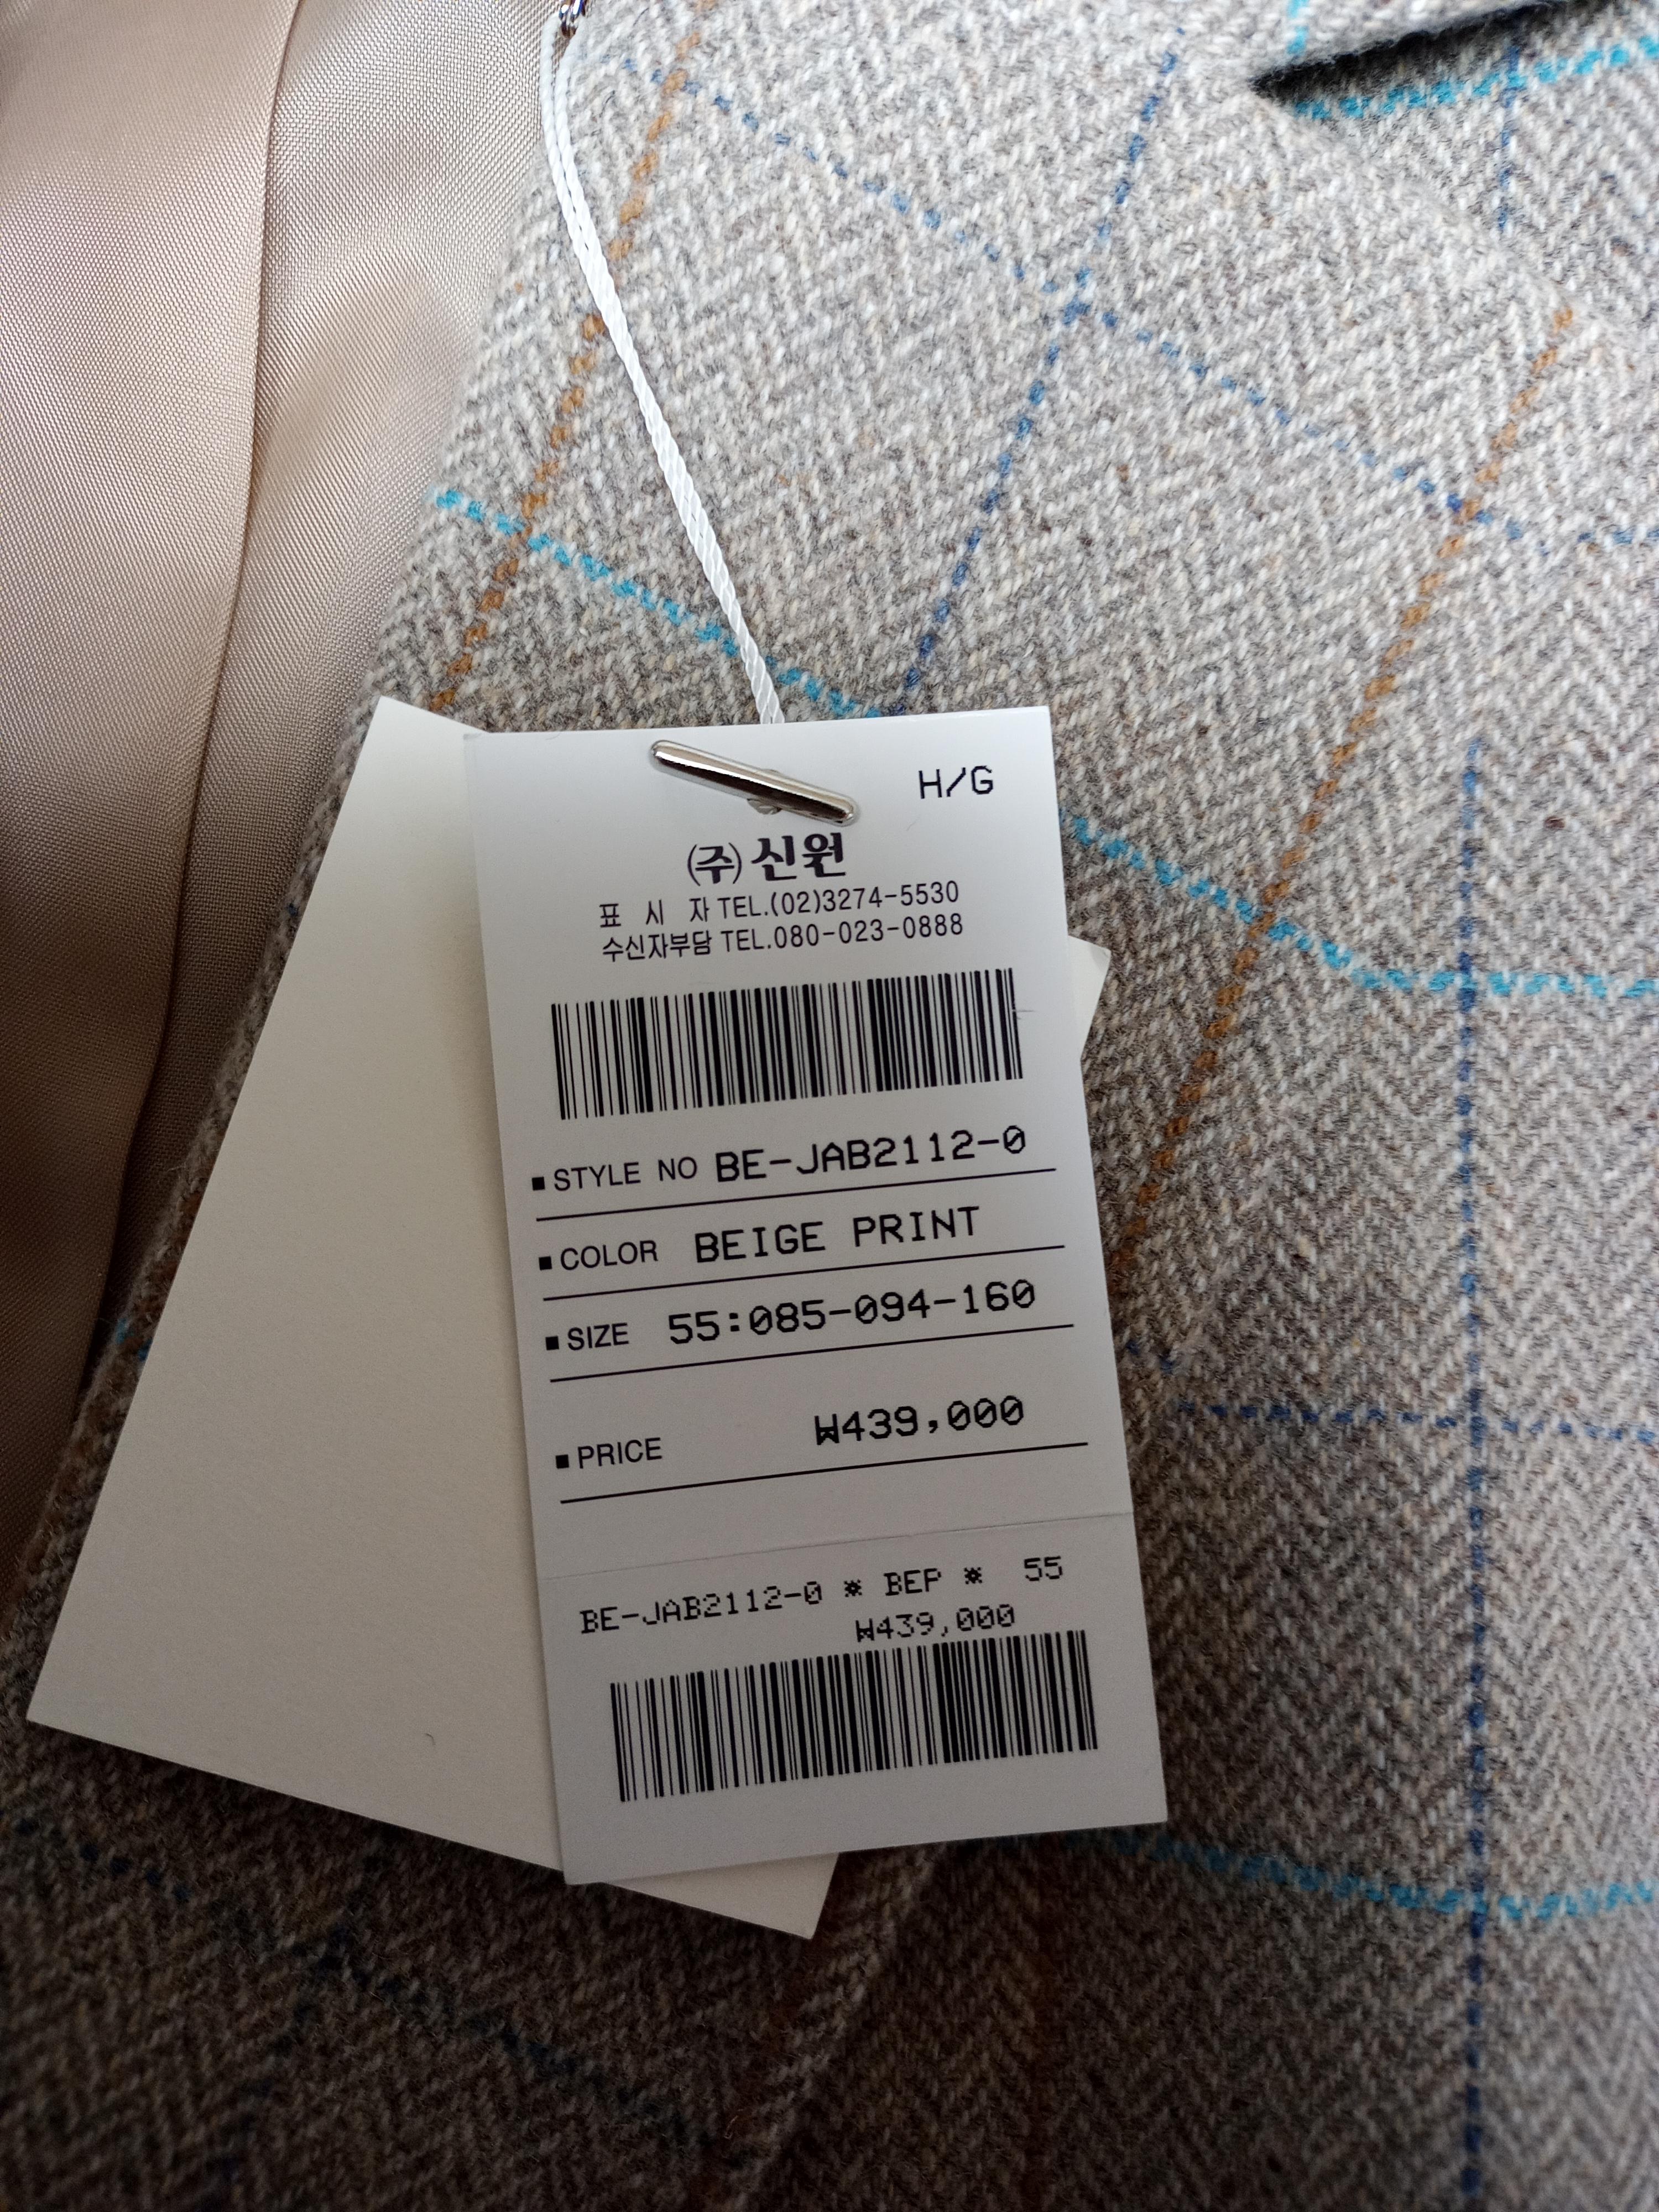 H/G
㈜신원
표 시 자 TEL.(02)3274-5530
수신자부담 TEL.080-023-0888
■ STYLE NO BE-JAB2112-0
■ COLOR BEIGE PRINT
■ SIZE 55:085-094-160
■ PRICE ₩439,000
BE-JAB2112-0 * BEP * 55
₩439,000